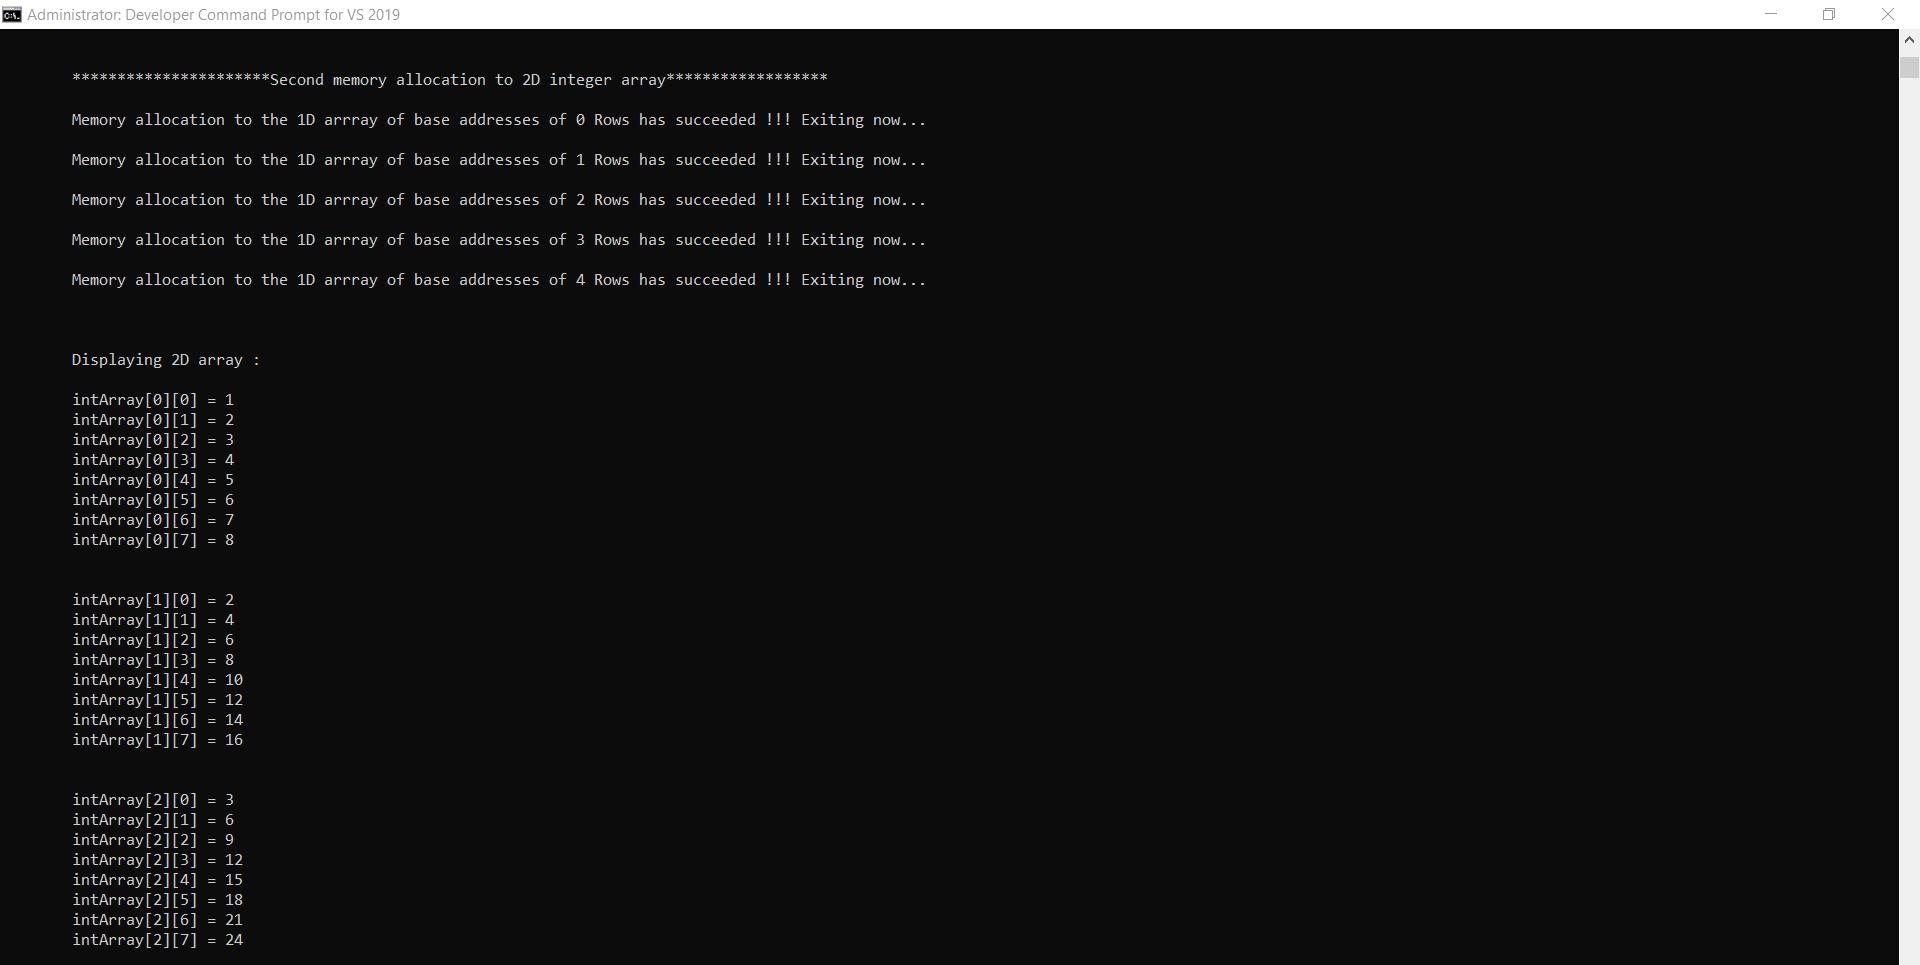 Administrator: Developer Command Prompt for VS 2019
**********************Second memory allocation to 2D integer array******************
Memory allocation to the 1D arrray of base addresses of 0 Rows has succeeded !!! Exiting now...
Memory allocation to the 1D arrray of base addresses of 1 Rows has succeeded !!! Exiting now...
Memory allocation to the 1D arrray of base addresses of 2 Rows has succeeded !!! Exiting now...
Memory allocation to the 1D arrray of base addresses of 3 Rows has succeeded !!! Exiting now...
Memory allocation to the 1D arrray of base addresses of 4 Rows has succeeded !!! Exiting now...
Displaying 2D array :
intArray[0][0] = 1
intArray[0][1] = 2
intArray[0][2] = 3
intArray[0][3] = 4
intArray[0][4] = 5
intArray[0][5] = 6
intArray[0][6] = 7
intArray[0][7] = 8
intArray[1][0] = 2
intArray[1][1] = 4
intArray[1][2] = 6
intArray[1][3] = 8
intArray[1][4] = 10
intArray[1][5] = 12
intArray[1][6] = 14
intArray[1][7] = 16
intArray[2][0] = 3
intArray[2][1] = 6
intArray[2][2] = 9
intArray[2][3] = 12
intArray[2][4] = 15
intArray[2][5] = 18
intArray[2][6] = 21
intArray[2][7] = 24